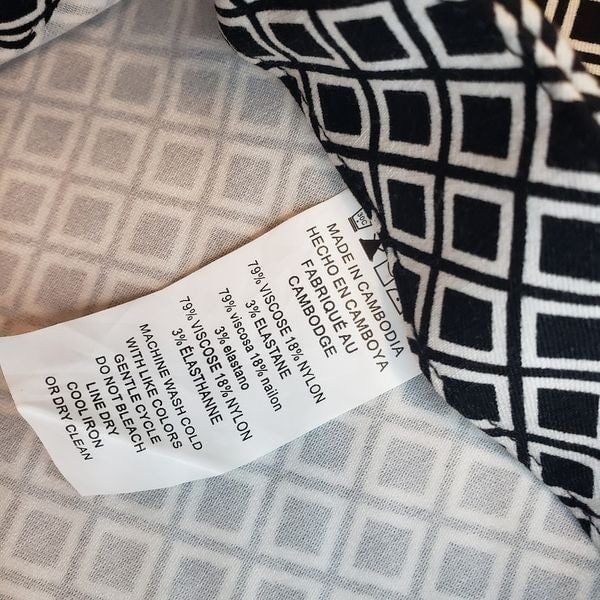 30C
MADE IN CAMBODIA
HECHO EN CAMBOYA
FABRIQUÉ AU
CAMBODGE
79% VISCOSE 18% NYLON
3% ELASTANE
79% viscosa 18% nailon
3% elastano
79% VISCOSE 18% NYLON
3% ÉLASTHANNE
MACHINE WASH COLD
WITH LIKE COLORS
GENTLE CYCLE
DO NOT BLEACH
LINE DRY
COOL IRON
OR DRY CLEAN